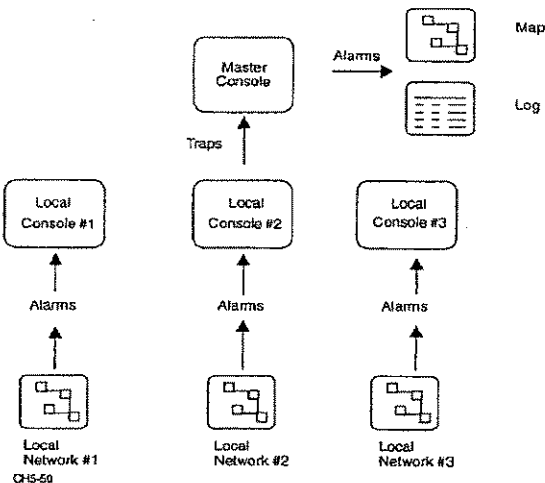 Map
Alarms
Master
Console
Log
Traps
Local
Console #1
Local
Console #2
Local
Console #3
Alarms
Alarms
Alarms
Local
Network #1
Local
Network #2
Local
Network #3
CH5-59